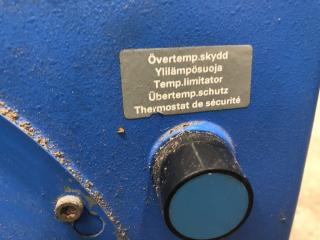 Övertemp.skydd
Ylilämpösuoja
Temp.limitator
Übertemp.schutz
Thermostat de sécurité